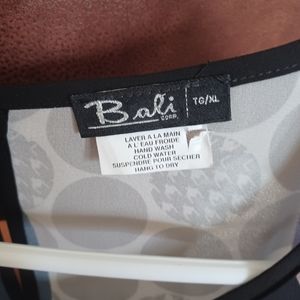 Bali
CORP.
TG/XL
LAVER A LA MAIN
A L'EAU FROIDE
HAND WASH
COLD WATER
SUSPENDRE POUR SECHER
HANG TO DRY